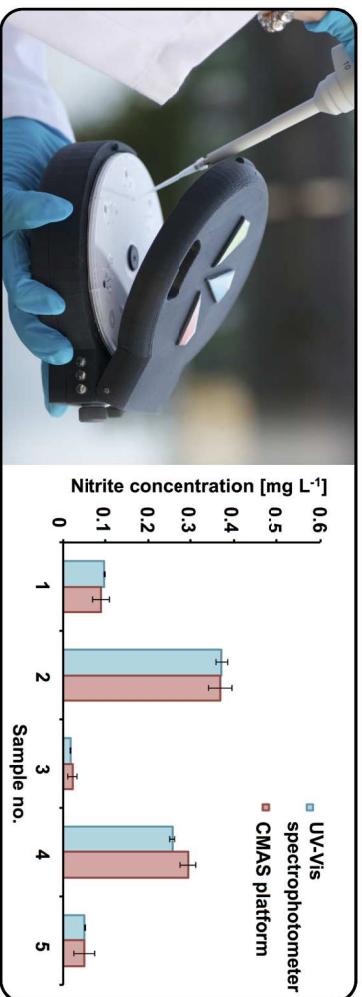 Nitrite concentration [mg L⁻¹]
0.6
0.5
0.4
0.3
0.2
0.1
0
UV-Vis
spectrophotometer
CMAS platform
1 2 3 4 5
Sample no.
10